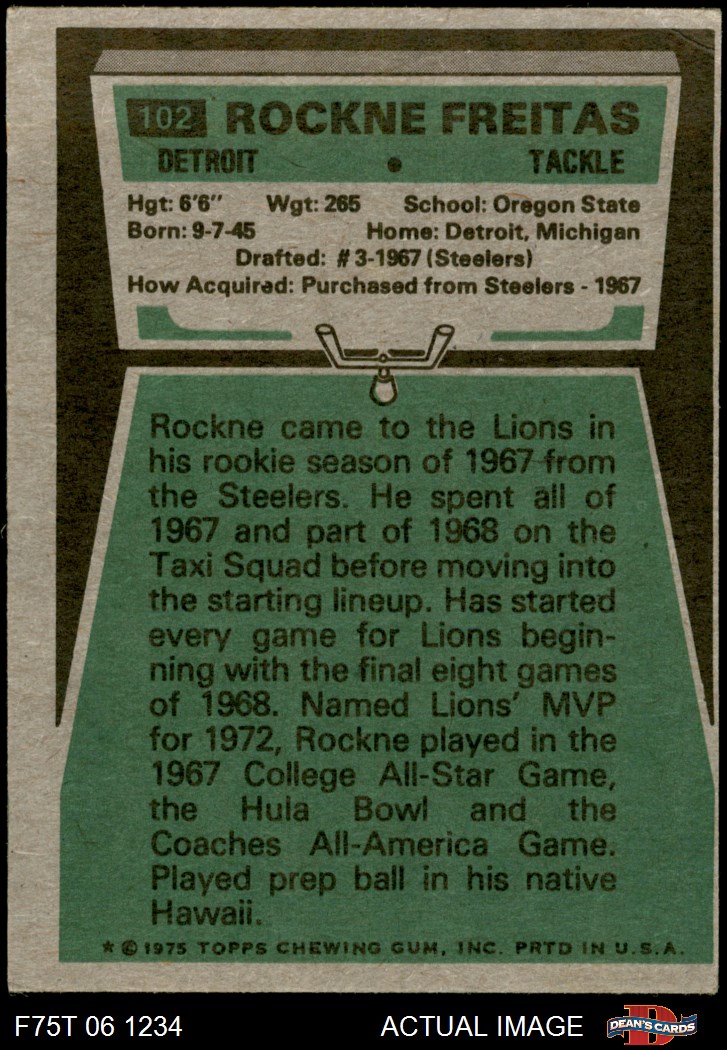 102 ROCKNE FREITAS
DETROIT • TACKLE
Hgt: 6'6" Wgt: 265 School: Oregon State
Born: 9-7-45 Home: Detroit, Michigan
Drafted: #3-1967 (Steelers)
How Acquired: Purchased from Steelers - 1967
Rockne came to the Lions in
his rookie season of 1967 from
the Steelers. He spent all of
1967 and part of 1968 on the
Taxi Squad before moving into
the starting lineup. Has started
every game for Lions begin-
ning with the final eight games
of 1968. Named Lions' MVP
for 1972, Rockne played in the
1967 College All-Star Game,
the Hula Bowl and the
Coaches All-America Game.
Played prep ball in his native
Hawaii.
★ © 1975 TOPPS CHEWING GUM, INC. PRTD IN U.S.A.
F75T 06 1234 ACTUAL IMAGE DEAN'S CARDS